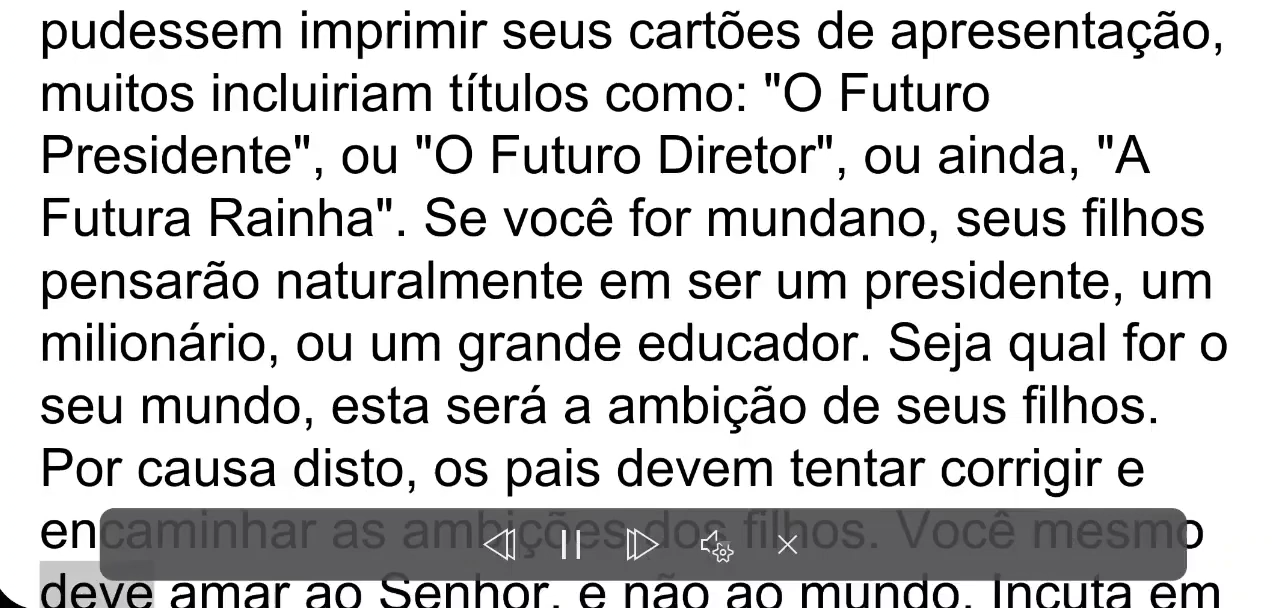 pudessem imprimir seus cartões de apresentação,
muitos incluiriam títulos como: "O Futuro
Presidente", ou "O Futuro Diretor", ou ainda, "A
Futura Rainha". Se você for mundano, seus filhos
pensarão naturalmente em ser um presidente, um
milionário, ou um grande educador. Seja qual for o
seu mundo, esta será a ambição de seus filhos.
Por causa disto, os pais devem tentar corrigir e
encaminhar as ambições dos filhos. Você mesmo
deve amar ao Senhor, e não ao mundo. Incuta em